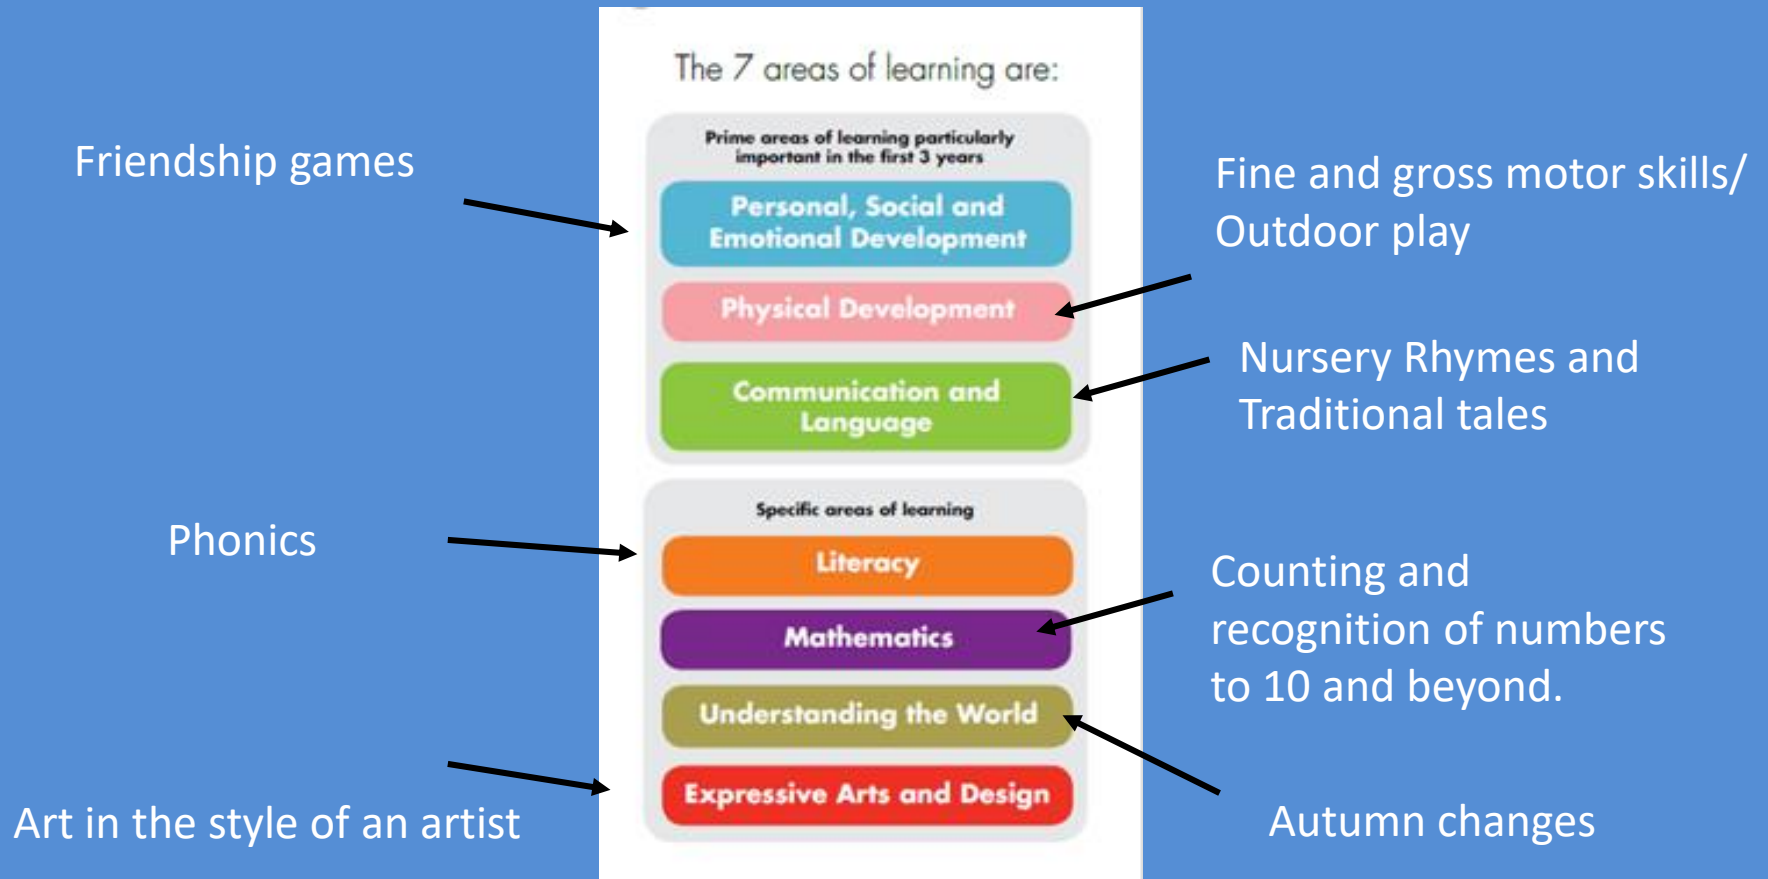 The 7 areas of learning are:
Friendship games
Prime areas of learning particularly
important in the first 3 years
Personal, Social and
Emotional Development
Fine and gross motor skills/
Outdoor play
Physical Development
Nursery Rhymes and
Traditional tales
Communication and
Language
Specific areas of learning
Phonics
Literacy
Counting and
recognition of numbers
to 10 and beyond.
Mathematics
Understanding the World
Autumn changes
Expressive Arts and Design
Art in the style of an artist